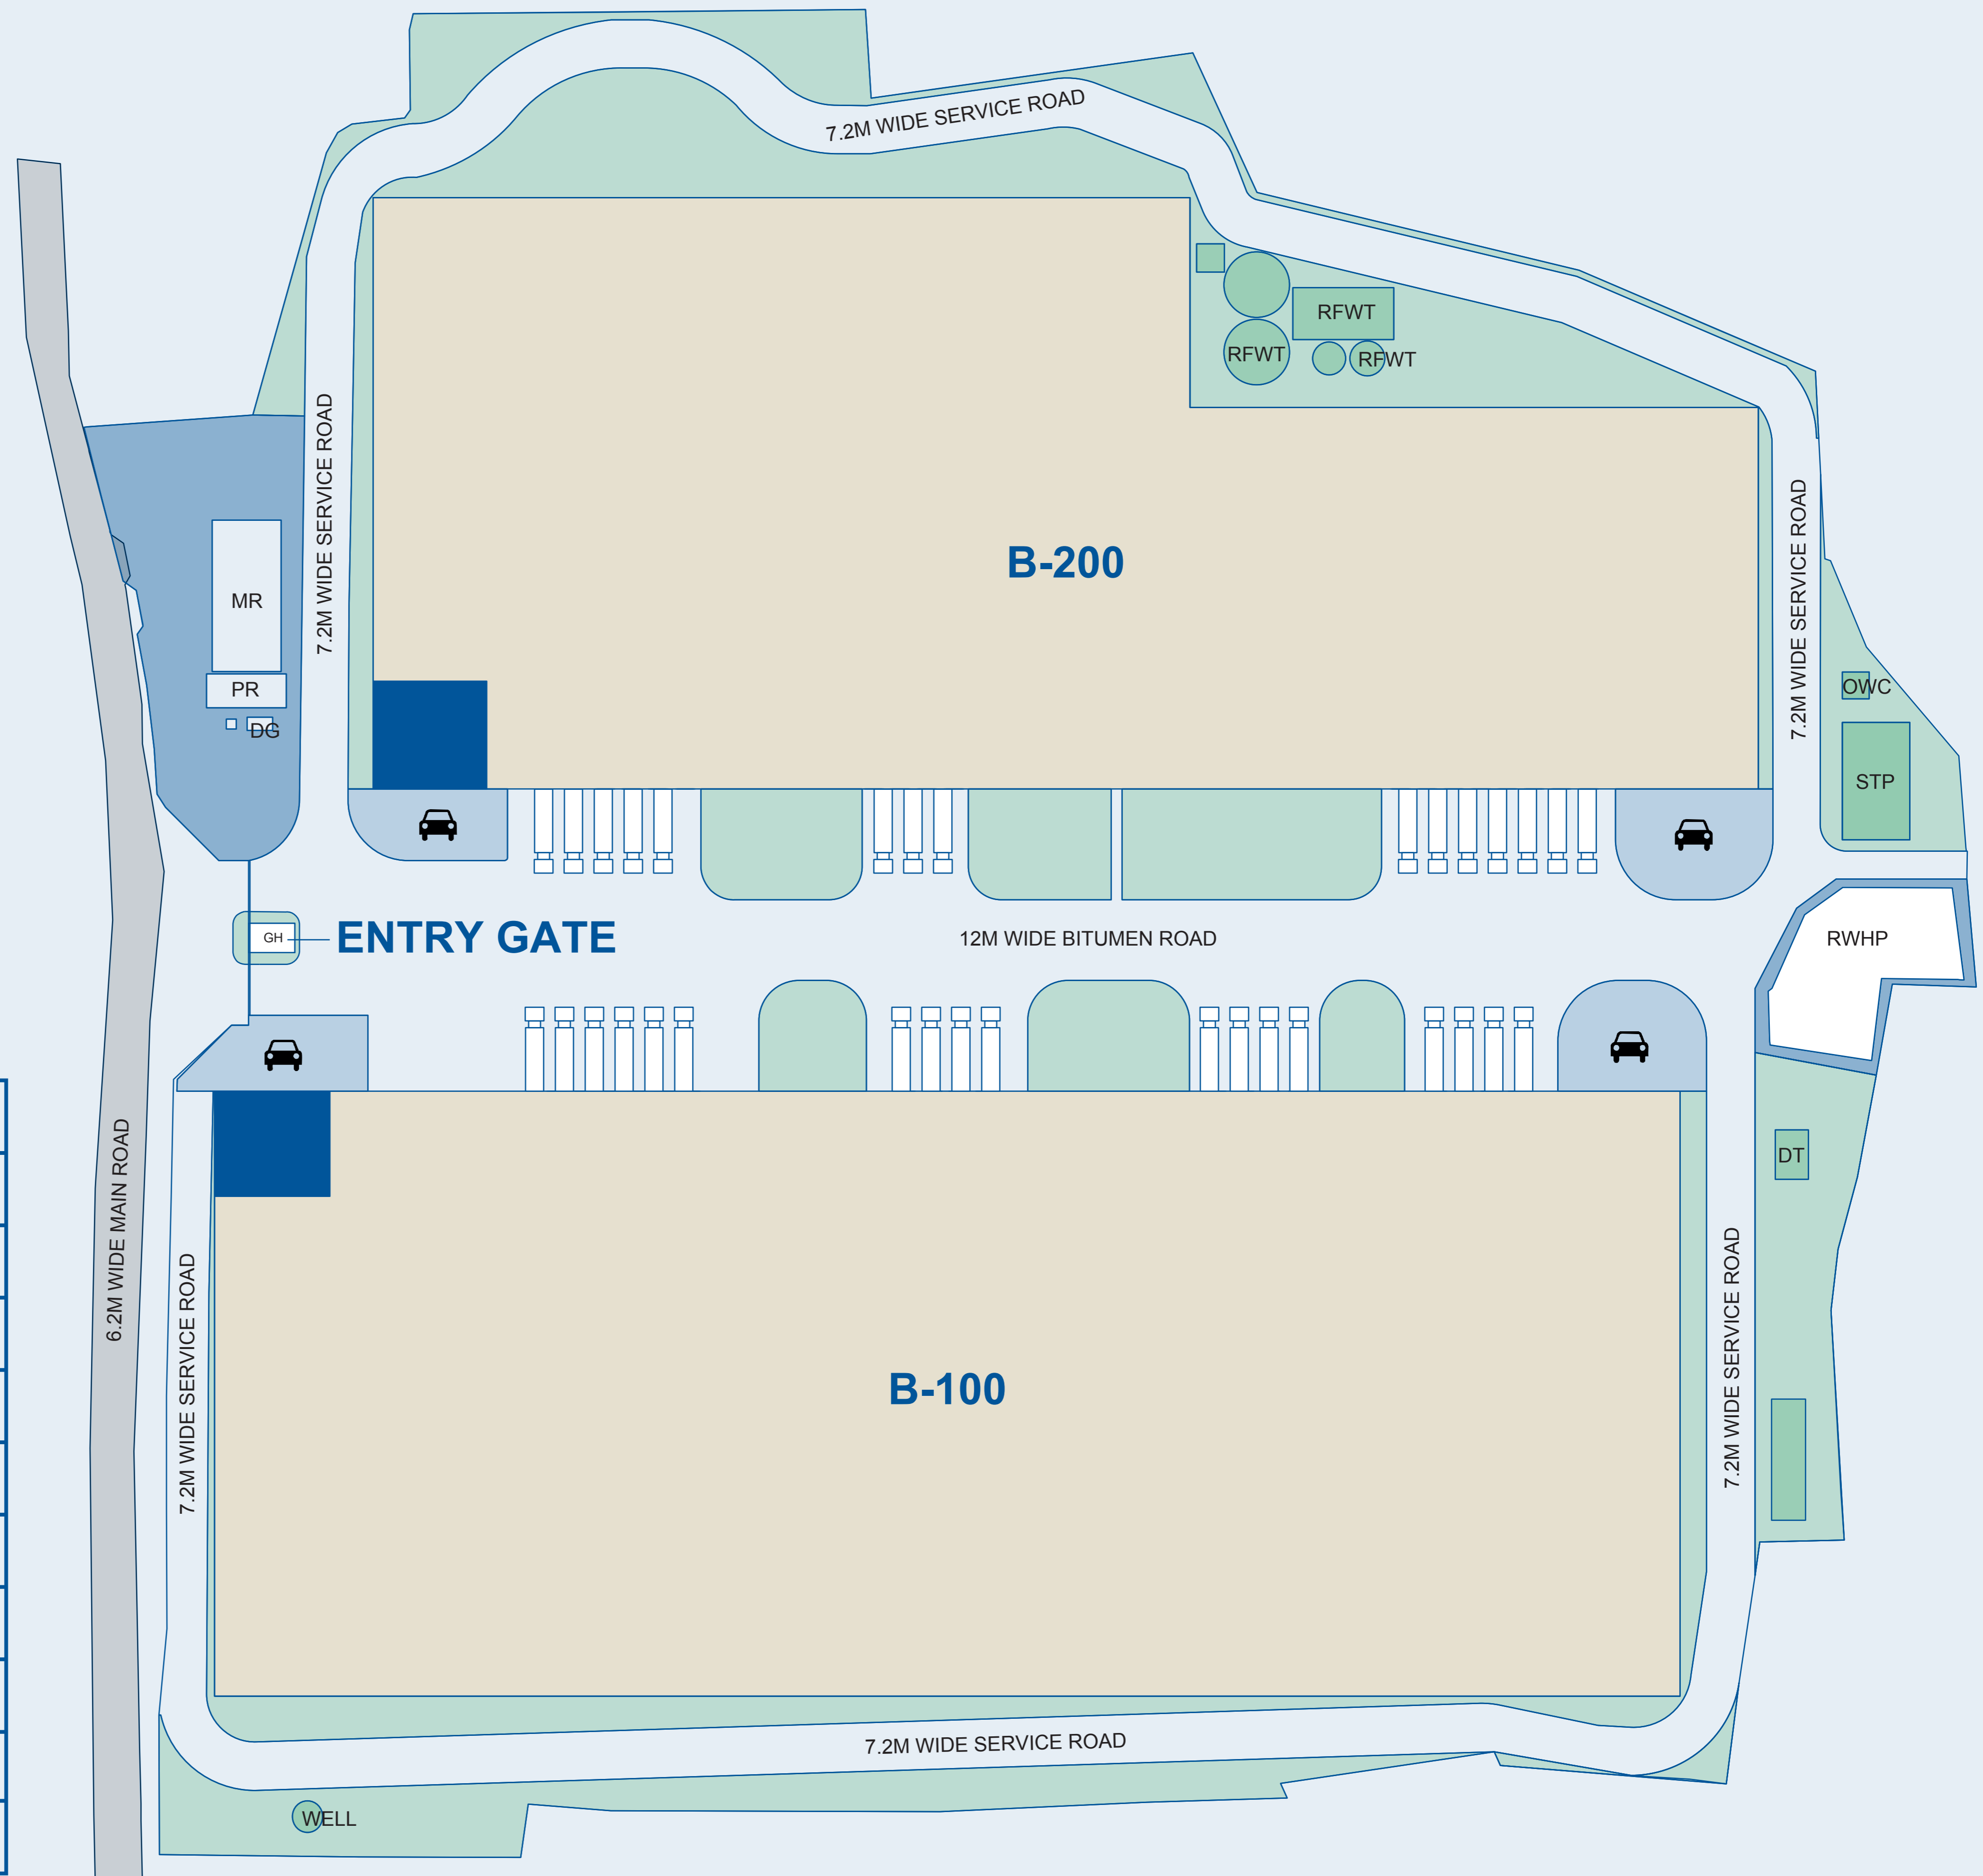 7.2M WIDE SERVICE ROAD
RFWT
RFWT
RFWT
7.2M WIDE SERVICE ROAD
B-200
7.2M WIDE SERVICE ROAD
MR
PR
DG
OWC
STP
GH
ENTRY GATE
12M WIDE BITUMEN ROAD
RWHP
DT
6.2M WIDE MAIN ROAD
7.2M WIDE SERVICE ROAD
B-100
7.2M WIDE SERVICE ROAD
7.2M WIDE SERVICE ROAD
WELL